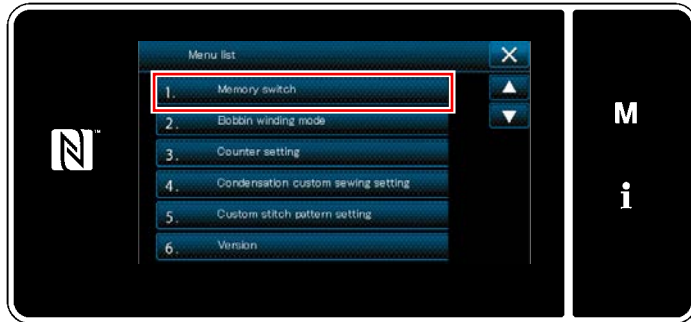 Menu list
1. Memory switch
2. Bobbin winding mode
3. Counter setting
4. Condensation custom sewing setting
5. Custom stitch pattern setting
6. Version
M
i